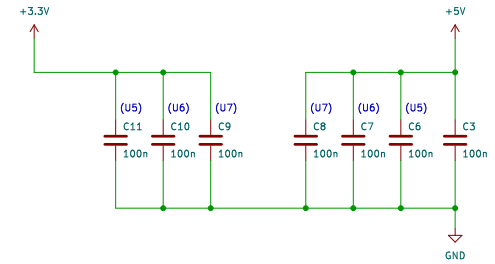 +3.3V +5V
(U5) (U6) (U7) (U7) (U6) (U5)
C11 C10 C9 C8 C7 C6 C3
100n 100n 100n 100n 100n 100n 100n
GND